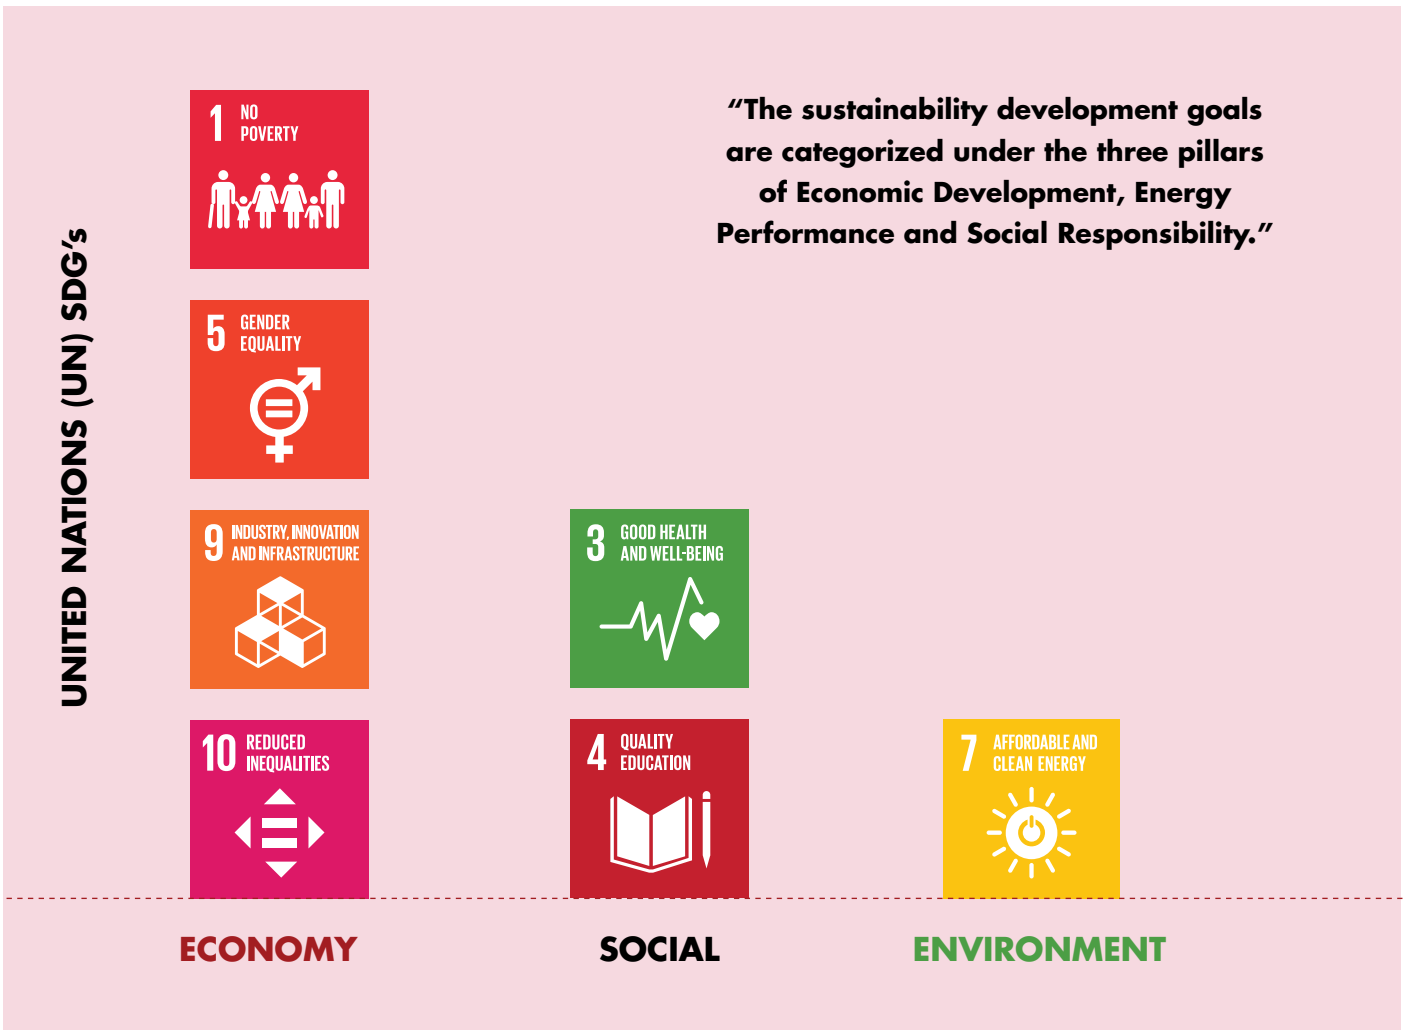 UNITED NATIONS (UN) SDG's
1 NO
POVERTY
5 GENDER
EQUALITY
9 INDUSTRY, INNOVATION
AND INFRASTRUCTURE
10 REDUCED
INEQUALITIES
ECONOMY
3 GOOD HEALTH
AND WELL-BEING
4 QUALITY
EDUCATION
SOCIAL
“The sustainability development goals
are categorized under the three pillars
of Economic Development, Energy
Performance and Social Responsibility.”
7 AFFORDABLE AND
CLEAN ENERGY
ENVIRONMENT